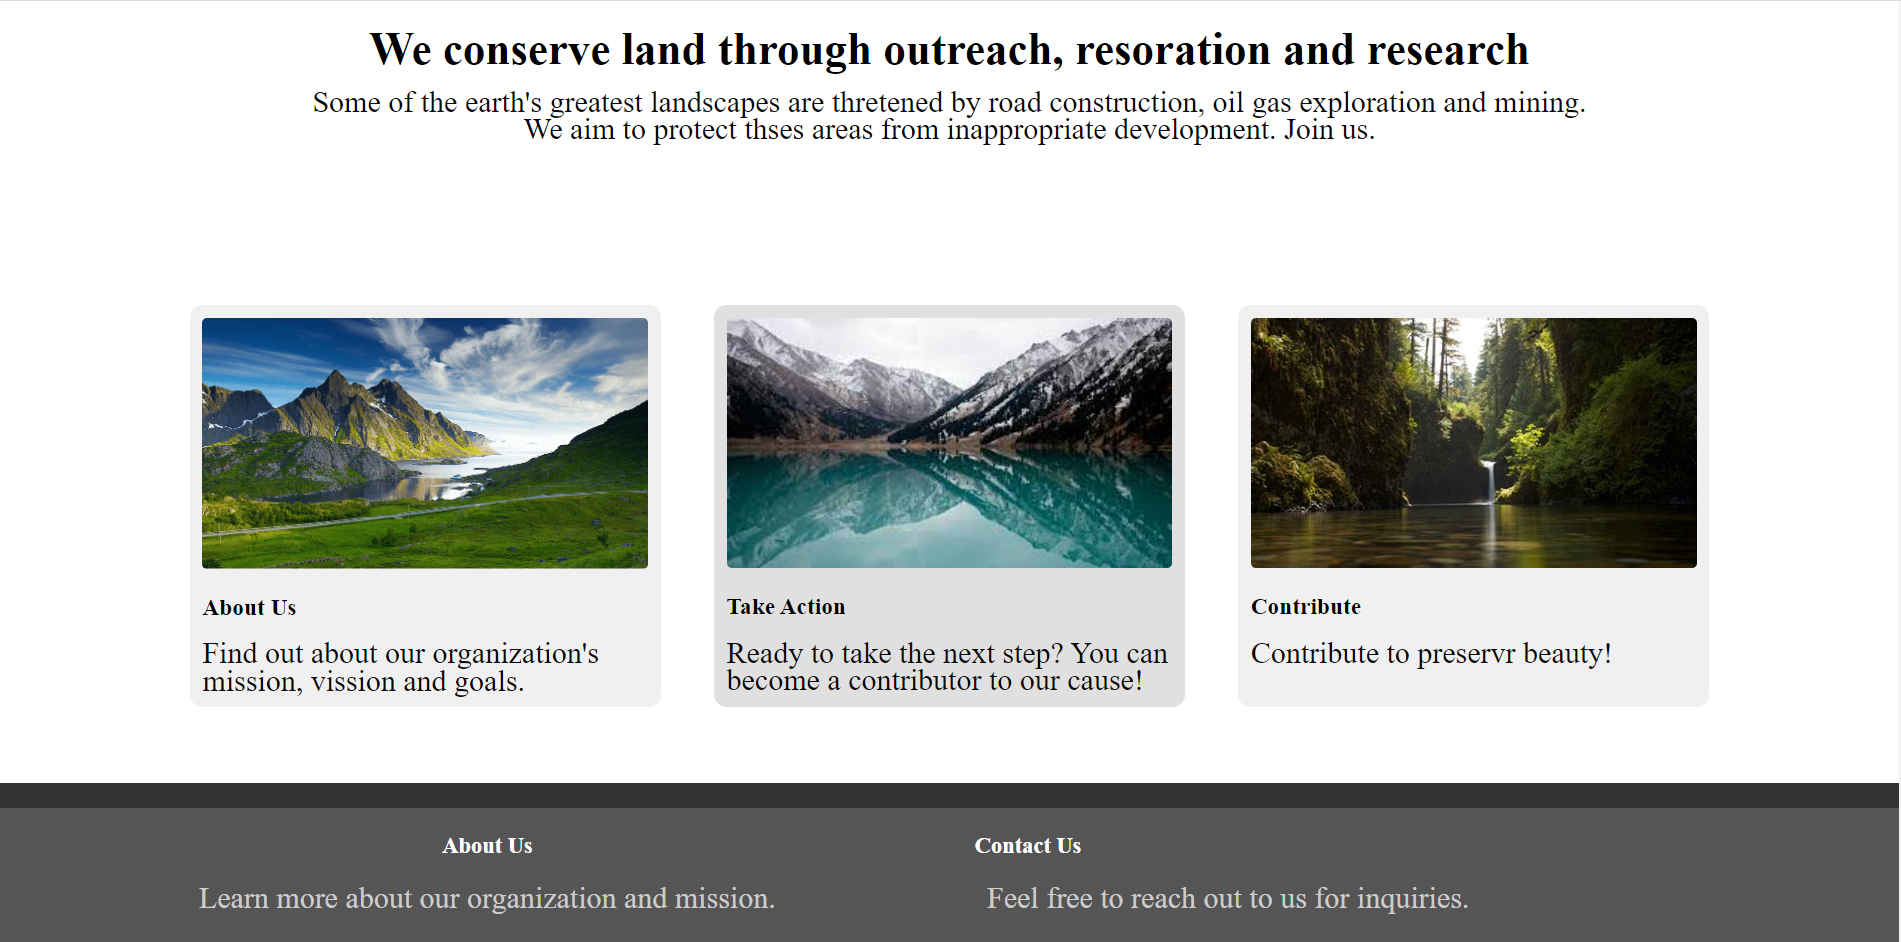 We conserve land through outreach, resoration and research
Some of the earth's greatest landscapes are thretened by road construction, oil gas exploration and mining.
We aim to protect thses areas from inappropriate development. Join us.
About Us
Find out about our organization's
mission, vission and goals.
Take Action
Ready to take the next step? You can
become a contributor to our cause!
Contribute
Contribute to preservr beauty!
About Us
Learn more about our organization and mission.
Contact Us
Feel free to reach out to us for inquiries.